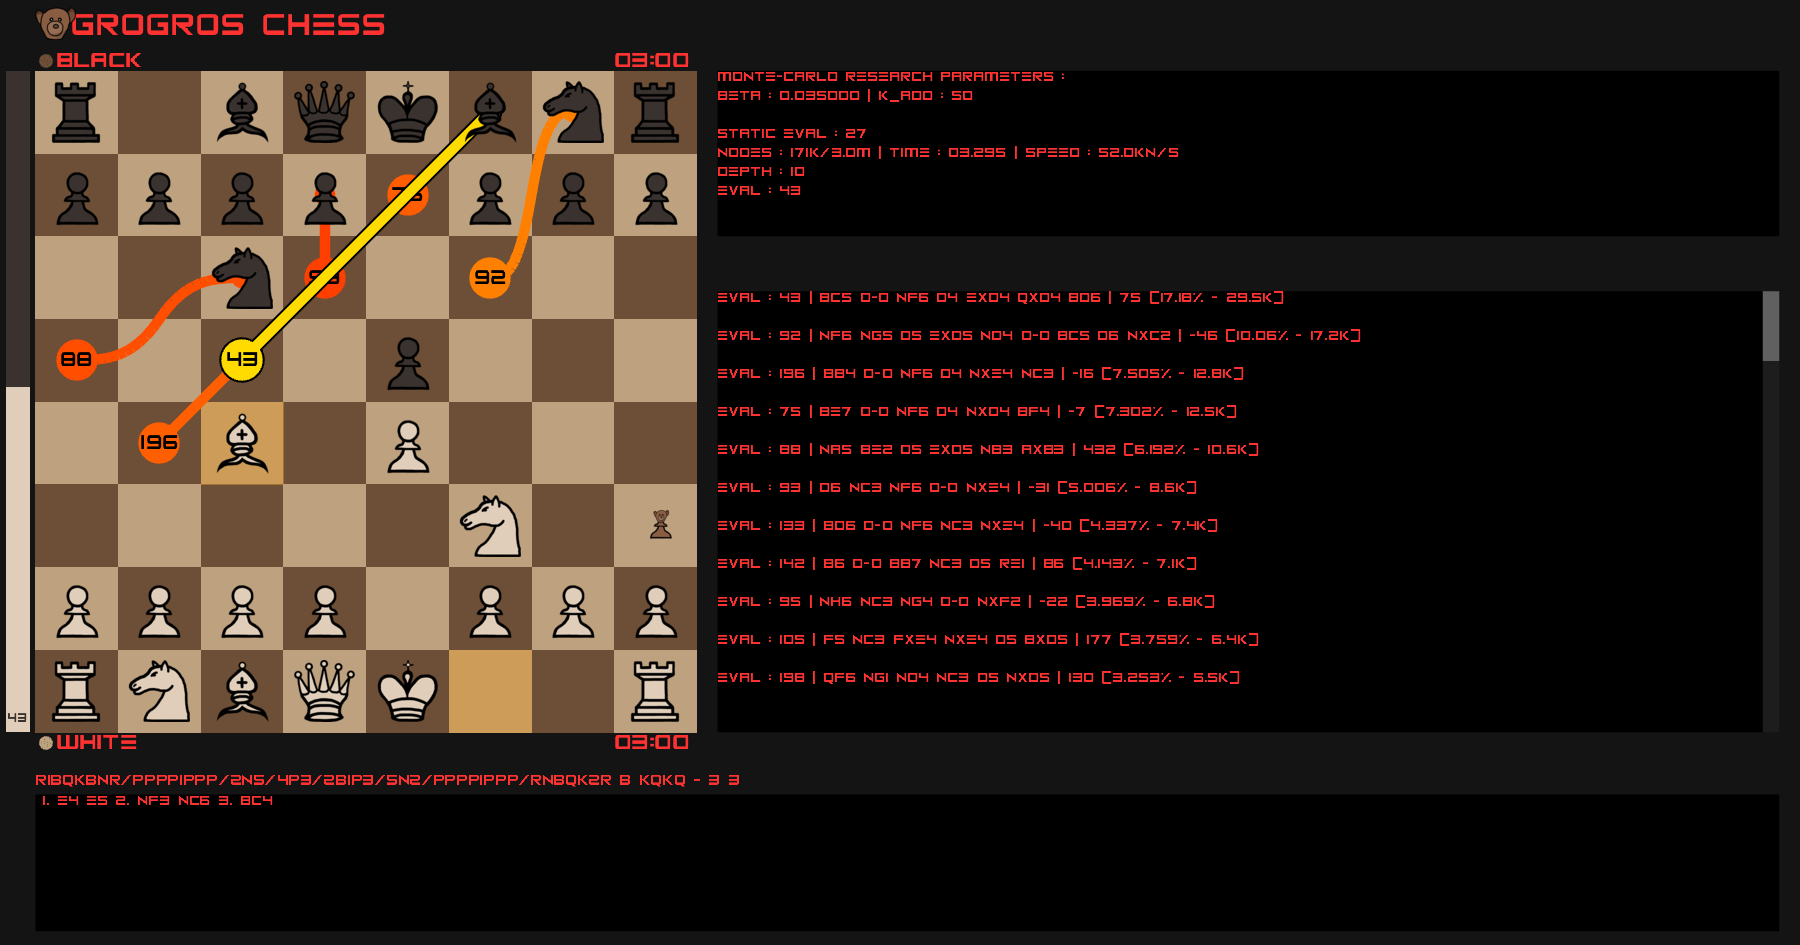 GROGROS CHESS
BLACK 03:00
MONTE-CARLO RESEARCH PARAMETERS :
BETA : 0.035000 | K_ADD : 50
STATIC EVAL : 27
NODES : 171K/3.0M | TIME : 03.29S | SPEED : 52.0KN/S
DEPTH : 10
EVAL : 43
92
88
43
196
43
EVAL : 43 | BC5 O-O NF6 D4 EXD4 QXD4 BD6 | 75 [17.18% - 29.5K]
EVAL : 92 | NF6 NG5 D5 EXD5 ND4 O-O BC5 D6 NXC2 | -46 [10.06% - 17.2K]
EVAL : 196 | BB4 O-O NF6 D4 NXE4 NC3 | -16 [7.505% - 12.8K]
EVAL : 75 | BE7 O-O NF6 D4 NXD4 BF4 | -7 [7.302% - 12.5K]
EVAL : 88 | NA5 BE2 D5 EXD5 NB3 AXB3 | 432 [6.192% - 10.6K]
EVAL : 93 | D6 NC3 NF6 O-O NXE4 | -31 [5.006% - 8.6K]
EVAL : 133 | BD6 O-O NF6 NC3 NXE4 | -40 [4.337% - 7.4K]
EVAL : 142 | B6 O-O BB7 NC3 D5 RE1 | 86 [4.143% - 7.1K]
EVAL : 95 | NH6 NC3 NG4 O-O NXF2 | -22 [3.969% - 6.8K]
EVAL : 105 | F5 NC3 FXE4 NXE4 D5 BXD5 | 177 [3.759% - 6.4K]
EVAL : 198 | QF6 NG1 ND4 NC3 D5 NXD5 | 130 [3.253% - 5.5K]
WHITE 03:00
R1BQKBNR/PPPP1PPP/2N5/4P3/2B1P3/5N2/PPPP1PPP/RNBQK2R B KQKQ - 3 3
1. E4 E5 2. NF3 NC6 3. BC4